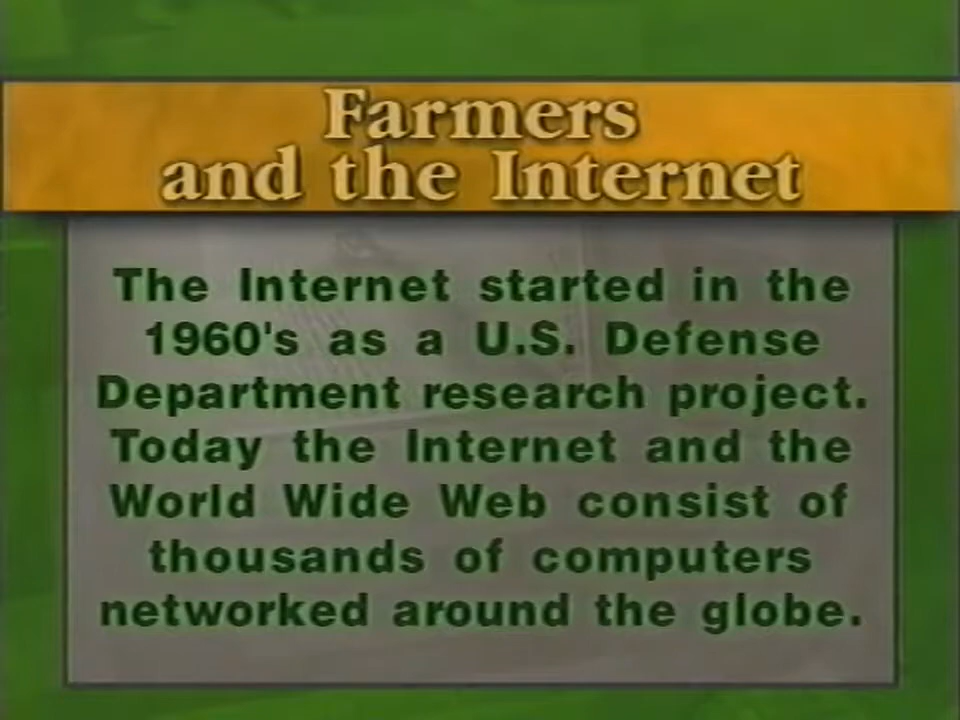 Farmers
and the Internet
The Internet started in the
1960's as a U.S. Defense
Department research project.
Today the Internet and the
World Wide Web consist of
thousands of computers
networked around the globe.